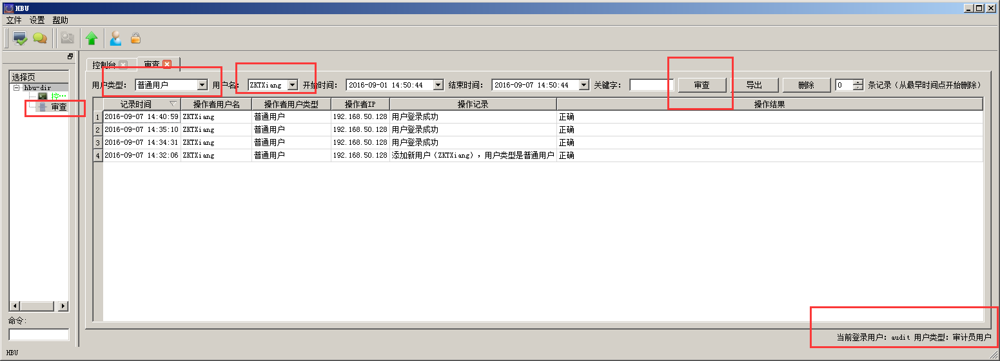 HBU
文件 设置 帮助
选择页
hbu-dir
控…
审查
命令:
控制台 审查
用户类型: 普通用户 用户名: ZKTXiang 开始时间: 2016-09-01 14:50:44 结束时间: 2016-09-07 14:50:44 关键字: 审查 导出 删除 0 条记录（从最早时间点开始删除）
记录时间 操作者用户名 操作者用户类型 操作者IP 操作记录 操作结果
1 2016-09-07 14:40:59 ZKTXiang 普通用户 192.168.50.128 用户登录成功 正确
2 2016-09-07 14:35:10 ZKTXiang 普通用户 192.168.50.128 用户登录成功 正确
3 2016-09-07 14:34:31 ZKTXiang 普通用户 192.168.50.128 用户登录成功 正确
4 2016-09-07 14:32:06 ZKTXiang 普通用户 192.168.50.128 添加新用户（ZKTXiang），用户类型是普通用户 正确
当前登录用户: audit 用户类型: 审计员用户
HBU